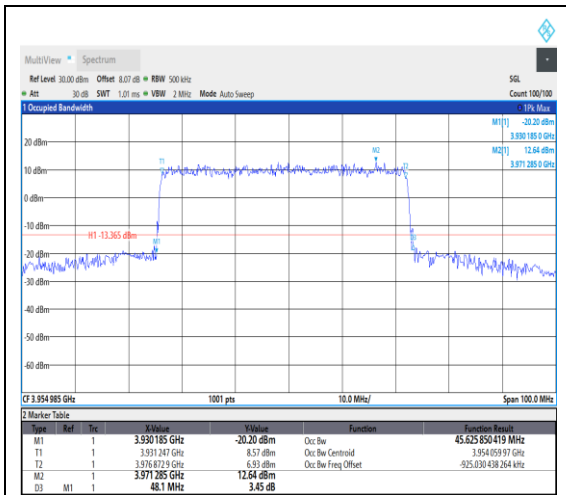 MultiView Spectrum
Ref Level 30.00 dBm Offset 8.07 dB RBW 500 kHz SGL
Att 30 dB SWT 1.01 ms VBW 2 MHz Mode Auto Sweep Count 100/100
1 Occupied Bandwidth 1Pk Max
M1[1] -20.20 dBm
3.930 185 0 GHz
M2[1] 12.64 dBm
3.971 285 0 GHz
20 dBm
T1 M2 T2
10 dBm
0 dBm
-10 dBm
H1 -13.365 dBm
M1
-20 dBm
-30 dBm
-40 dBm
-50 dBm
-60 dBm
CF 3.954 985 GHz 1001 pts 10.0 MHz/ Span 100.0 MHz
2 Marker Table
Type Ref Trc X-Value Y-Value Function Function Result
M1 1 3.930 185 GHz -20.20 dBm Occ Bw 45.625 850 419 MHz
T1 1 3.931 247 GHz 8.57 dBm Occ Bw Centroid 3.954 059 97 GHz
T2 1 3.976 872 9 GHz 6.93 dBm Occ Bw Freq Offset -925.030 438 264 kHz
M2 1 3.971 285 GHz 12.64 dBm
D3 M1 1 48.1 MHz 3.45 dB